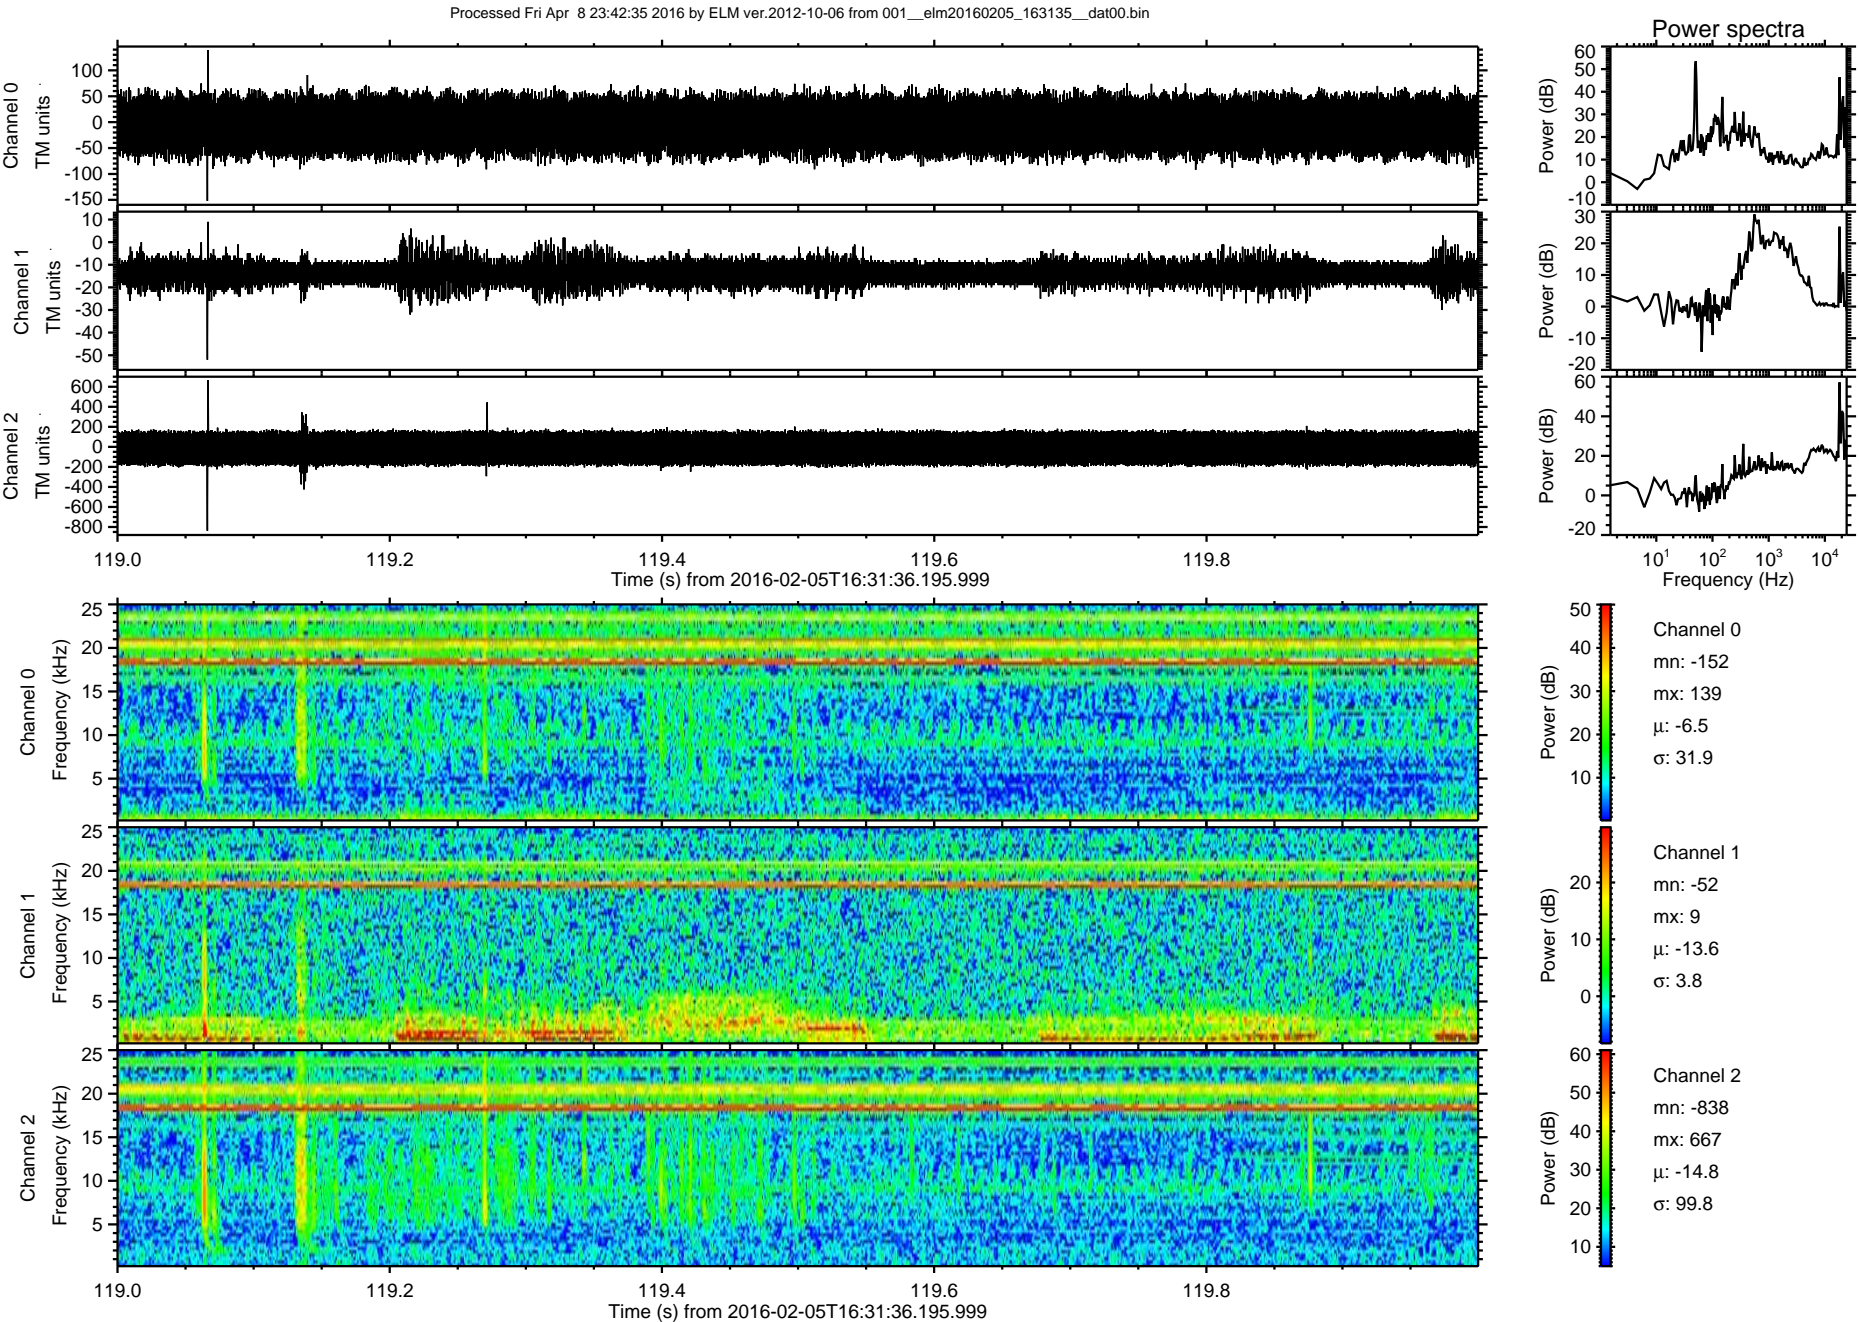 Processed Fri Apr  8 23:42:35 2016 by ELM ver.2012-10-06 from 001__elm20160205_163135__dat00.bin
Power spectra
Channel 0
TM units
100
50
0
-50
-100
-150
Power (dB)
60
50
40
30
20
10
0
-10
Channel 1
TM units
10
0
-10
-20
-30
-40
-50
Power (dB)
30
20
10
0
-10
-20
Channel 2
TM units
600
400
200
0
-200
-400
-600
-800
Power (dB)
60
40
20
0
-20
119.0 119.2 119.4 119.6 119.8
Time (s) from 2016-02-05T16:31:36.195.999
10¹ 10² 10³ 10⁴
Frequency (Hz)
Channel 0
Frequency (kHz)
25
20
15
10
5
Power (dB)
50
40
30
20
10
Channel 0
mn: -152
mx: 139
μ: -6.5
σ: 31.9
Channel 1
Frequency (kHz)
25
20
15
10
5
Power (dB)
20
10
0
Channel 1
mn: -52
mx: 9
μ: -13.6
σ: 3.8
Channel 2
Frequency (kHz)
25
20
15
10
5
Power (dB)
60
50
40
30
20
10
Channel 2
mn: -838
mx: 667
μ: -14.8
σ: 99.8
119.0 119.2 119.4 119.6 119.8
Time (s) from 2016-02-05T16:31:36.195.999